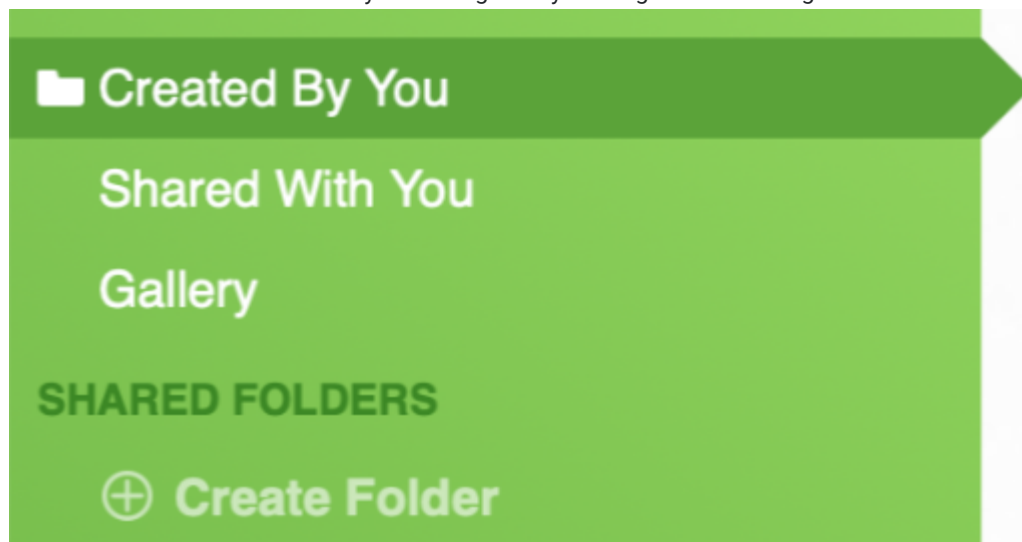 Created By You
Shared With You
Gallery
SHARED FOLDERS
Create Folder